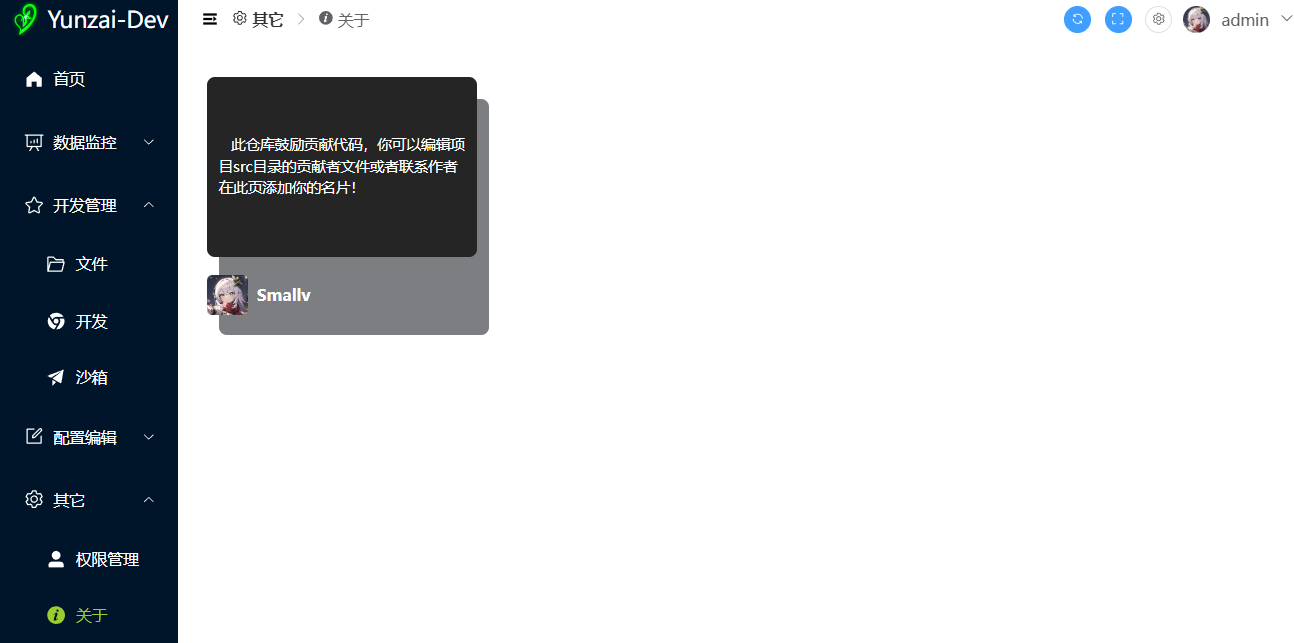 Yunzai-Dev
其它
关于
admin
首页
数据监控
开发管理
文件
开发
沙箱
配置编辑
其它
权限管理
关于
此仓库鼓励贡献代码，你可以编辑项
目src目录的贡献者文件或者联系作者
在此页添加你的名片！
Smallv